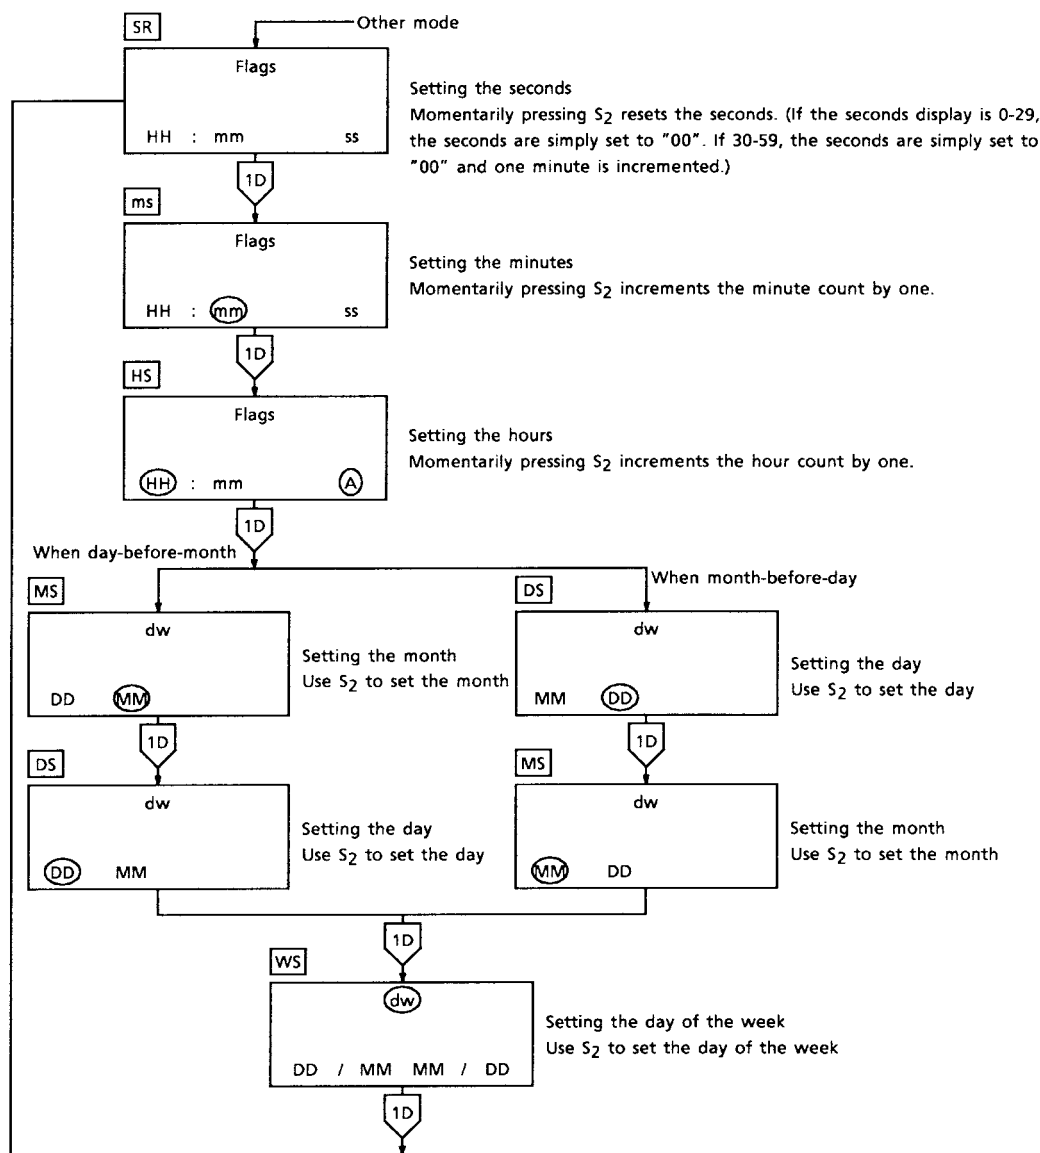 SR
Other mode
Flags
HH : mm ss
Setting the seconds
Momentarily pressing S2 resets the seconds. (If the seconds display is 0-29,
the seconds are simply set to "00". If 30-59, the seconds are simply set to
"00" and one minute is incremented.)
1D
ms
Flags
HH : mm ss
Setting the minutes
Momentarily pressing S2 increments the minute count by one.
1D
HS
Flags
HH : mm A
Setting the hours
Momentarily pressing S2 increments the hour count by one.
1D
When day-before-month
When month-before-day
MS
dw
DD MM
Setting the month
Use S2 to set the month
DS
dw
MM DD
Setting the day
Use S2 to set the day
1D
1D
DS
dw
DD MM
Setting the day
Use S2 to set the day
MS
dw
MM DD
Setting the month
Use S2 to set the month
1D
WS
dw
DD / MM MM / DD
Setting the day of the week
Use S2 to set the day of the week
1D